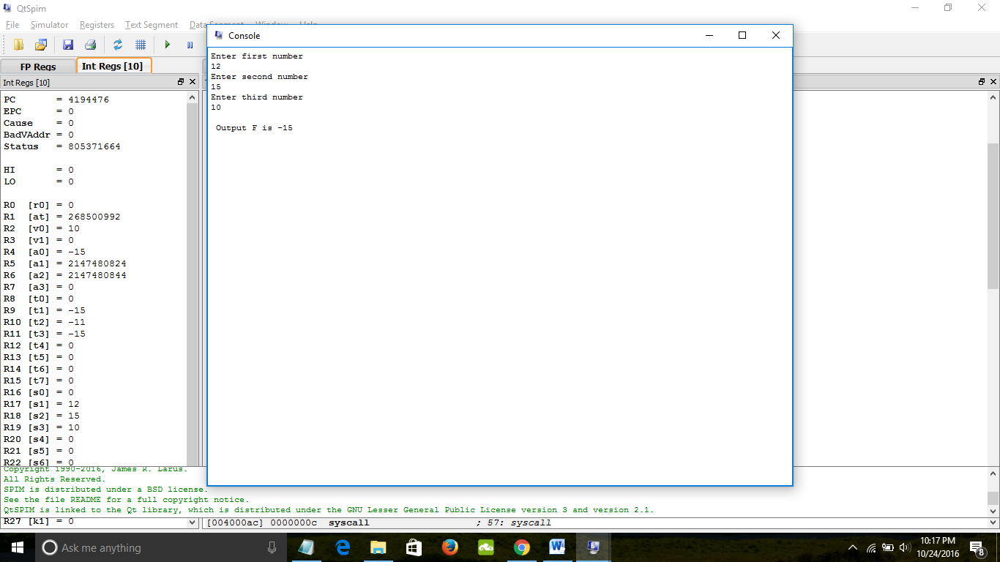 QtSpim
File Simulator Registers Text Segment Data Segment Window Help
FP Regs
Int Regs [10]
Int Regs [10]
PC = 4194476
EPC = 0
Cause = 0
BadVAddr = 0
Status = 805371664
HI = 0
LO = 0
R0 [r0] = 0
R1 [at] = 268500992
R2 [v0] = 10
R3 [v1] = 0
R4 [a0] = -15
R5 [a1] = 2147480824
R6 [a2] = 2147480844
R7 [a3] = 0
R8 [t0] = 0
R9 [t1] = -15
R10 [t2] = -11
R11 [t3] = -15
R12 [t4] = 0
R13 [t5] = 0
R14 [t6] = 0
R15 [t7] = 0
R16 [s0] = 0
R17 [s1] = 12
R18 [s2] = 15
R19 [s3] = 10
R20 [s4] = 0
R21 [s5] = 0
R22 [s6] = 0
Console
Enter first number
12
Enter second number
15
Enter third number
10
Output F is -15
Copyright 1990-2016, James R. Larus.
All Rights Reserved.
SPIM is distributed under a BSD license.
See the file README for a full copyright notice.
QtSPIM is linked to the Qt library, which is distributed under the GNU Lesser General Public License version 3 and version 2.1.
R27 [k1] = 0
[004000ac] 0000000c syscall ; 57: syscall
Ask me anything
10:17 PM
10/24/2016
8